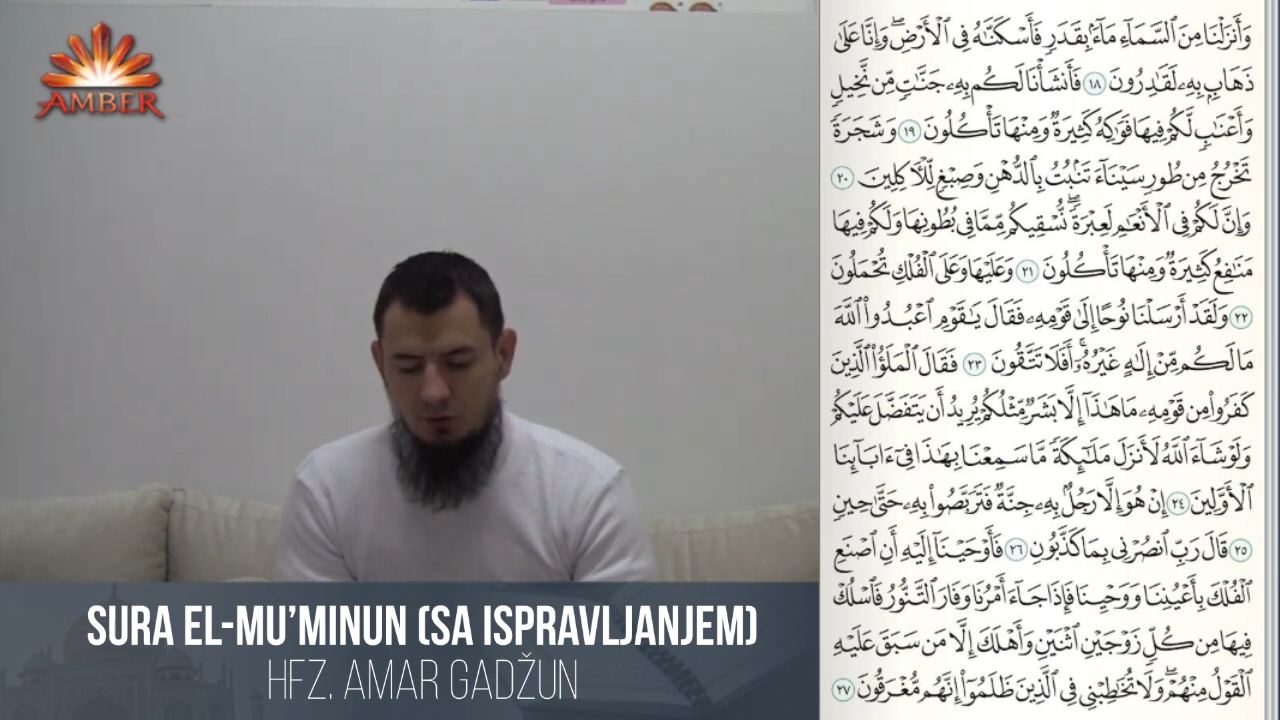 AMBER
وَأَنزَلْنَا مِنَ ٱلسَّمَآءِ مَآءًۢ بِقَدَرٍ فَأَسْكَنَّٰهُ فِى ٱلْأَرْضِۖ وَإِنَّا عَلَىٰ
ذَهَابٍۭ بِهِۦ لَقَٰدِرُونَ ١٨ فَأَنشَأْنَا لَكُم بِهِۦ جَنَّٰتٍ مِّن نَّخِيلٍ
وَأَعْنَٰبٍ لَّكُمْ فِيهَا فَوَٰكِهُ كَثِيرَةٌ وَمِنْهَا تَأْكُلُونَ ١٩ وَشَجَرَةً
تَخْرُجُ مِن طُورِ سَيْنَآءَ تَنۢبُتُ بِٱلدُّهْنِ وَصِبْغٍ لِّلْـَٔاكِلِينَ ٢٠
وَإِنَّ لَكُمْ فِى ٱلْأَنْعَٰمِ لَعِبْرَةًۖ نُّسْقِيكُم مِّمَّا فِى بُطُونِهَا وَلَكُمْ فِيهَا
مَنَٰفِعُ كَثِيرَةٌ وَمِنْهَا تَأْكُلُونَ ٢١ وَعَلَيْهَا وَعَلَى ٱلْفُلْكِ تُحْمَلُونَ
٢٢ وَلَقَدْ أَرْسَلْنَا نُوحًا إِلَىٰ قَوْمِهِۦ فَقَالَ يَٰقَوْمِ ٱعْبُدُوا۟ ٱللَّهَ
مَا لَكُم مِّنْ إِلَٰهٍ غَيْرُهُۥٓۚ أَفَلَا تَتَّقُونَ ٢٣ فَقَالَ ٱلْمَلَؤُا۟ ٱلَّذِينَ
كَفَرُوا۟ مِن قَوْمِهِۦ مَا هَٰذَآ إِلَّا بَشَرٌ مِّثْلُكُمْ يُرِيدُ أَن يَتَفَضَّلَ عَلَيْكُمْ
وَلَوْ شَآءَ ٱللَّهُ لَأَنزَلَ مَلَٰٓئِكَةً مَّا سَمِعْنَا بِهَٰذَا فِىٓ ءَابَآئِنَا
ٱلْأَوَّلِينَ ٢٤ إِنْ هُوَ إِلَّا رَجُلٌۢ بِهِۦ جِنَّةٌ فَتَرَبَّصُوا۟ بِهِۦ حَتَّىٰ حِينٍ
٢٥ قَالَ رَبِّ ٱنصُرْنِى بِمَا كَذَّبُونِ ٢٦ فَأَوْحَيْنَآ إِلَيْهِ أَنِ ٱصْنَعِ
ٱلْفُلْكَ بِأَعْيُنِنَا وَوَحْيِنَا فَإِذَا جَآءَ أَمْرُنَا وَفَارَ ٱلتَّنُّورُ فَٱسْلُكْ
فِيهَا مِن كُلٍّ زَوْجَيْنِ ٱثْنَيْنِ وَأَهْلَكَ إِلَّا مَن سَبَقَ عَلَيْهِ
ٱلْقَوْلُ مِنْهُمْۖ وَلَا تُخَٰطِبْنِى فِى ٱلَّذِينَ ظَلَمُوٓا۟ إِنَّهُم مُّغْرَقُونَ ٢٧
SURA EL-MU'MINUN (SA ISPRAVLJANJEM)
HFZ. AMAR GADŽUN